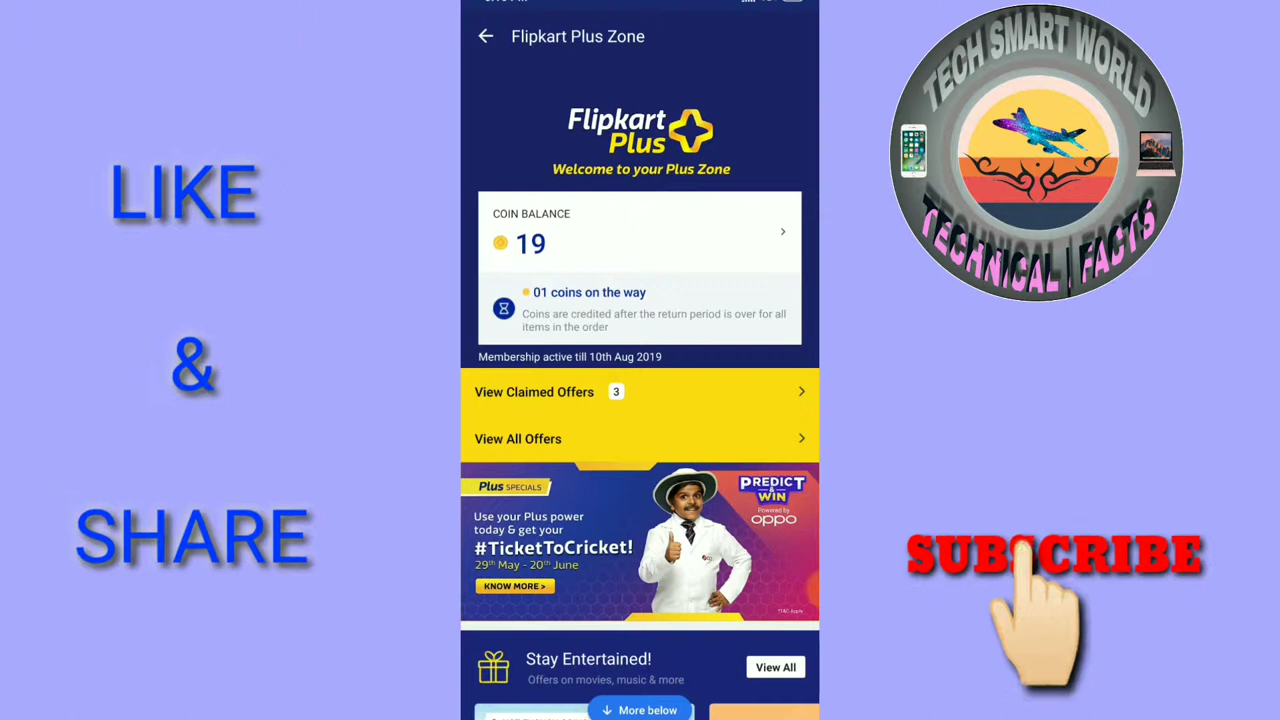 LIKE
&
SHARE
Flipkart Plus Zone
Flipkart
Plus
Welcome to your Plus Zone
COIN BALANCE
19
01 coins on the way
Coins are credited after the return period is over for all
items in the order
Membership active till 10th Aug 2019
View Claimed Offers 3
View All Offers
Plus SPECIALS
Use your Plus power
today & get your
#TicketToCricket!
29th May - 20th June
KNOW MORE >
PREDICT
& WIN
Powered by
oppo
*T&C Apply
Stay Entertained!
Offers on movies, music & more
View All
More below
TECH SMART WORLD
TECHNICAL | FACTS
SUBSCRIBE